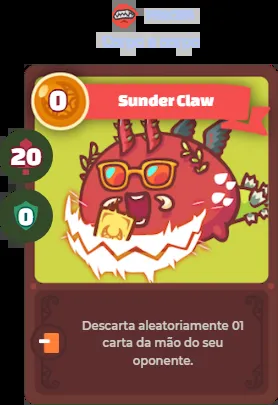 0
Sunder Claw
20
0
Descarta aleatoriamente 01
carta da mão do seu
oponente.